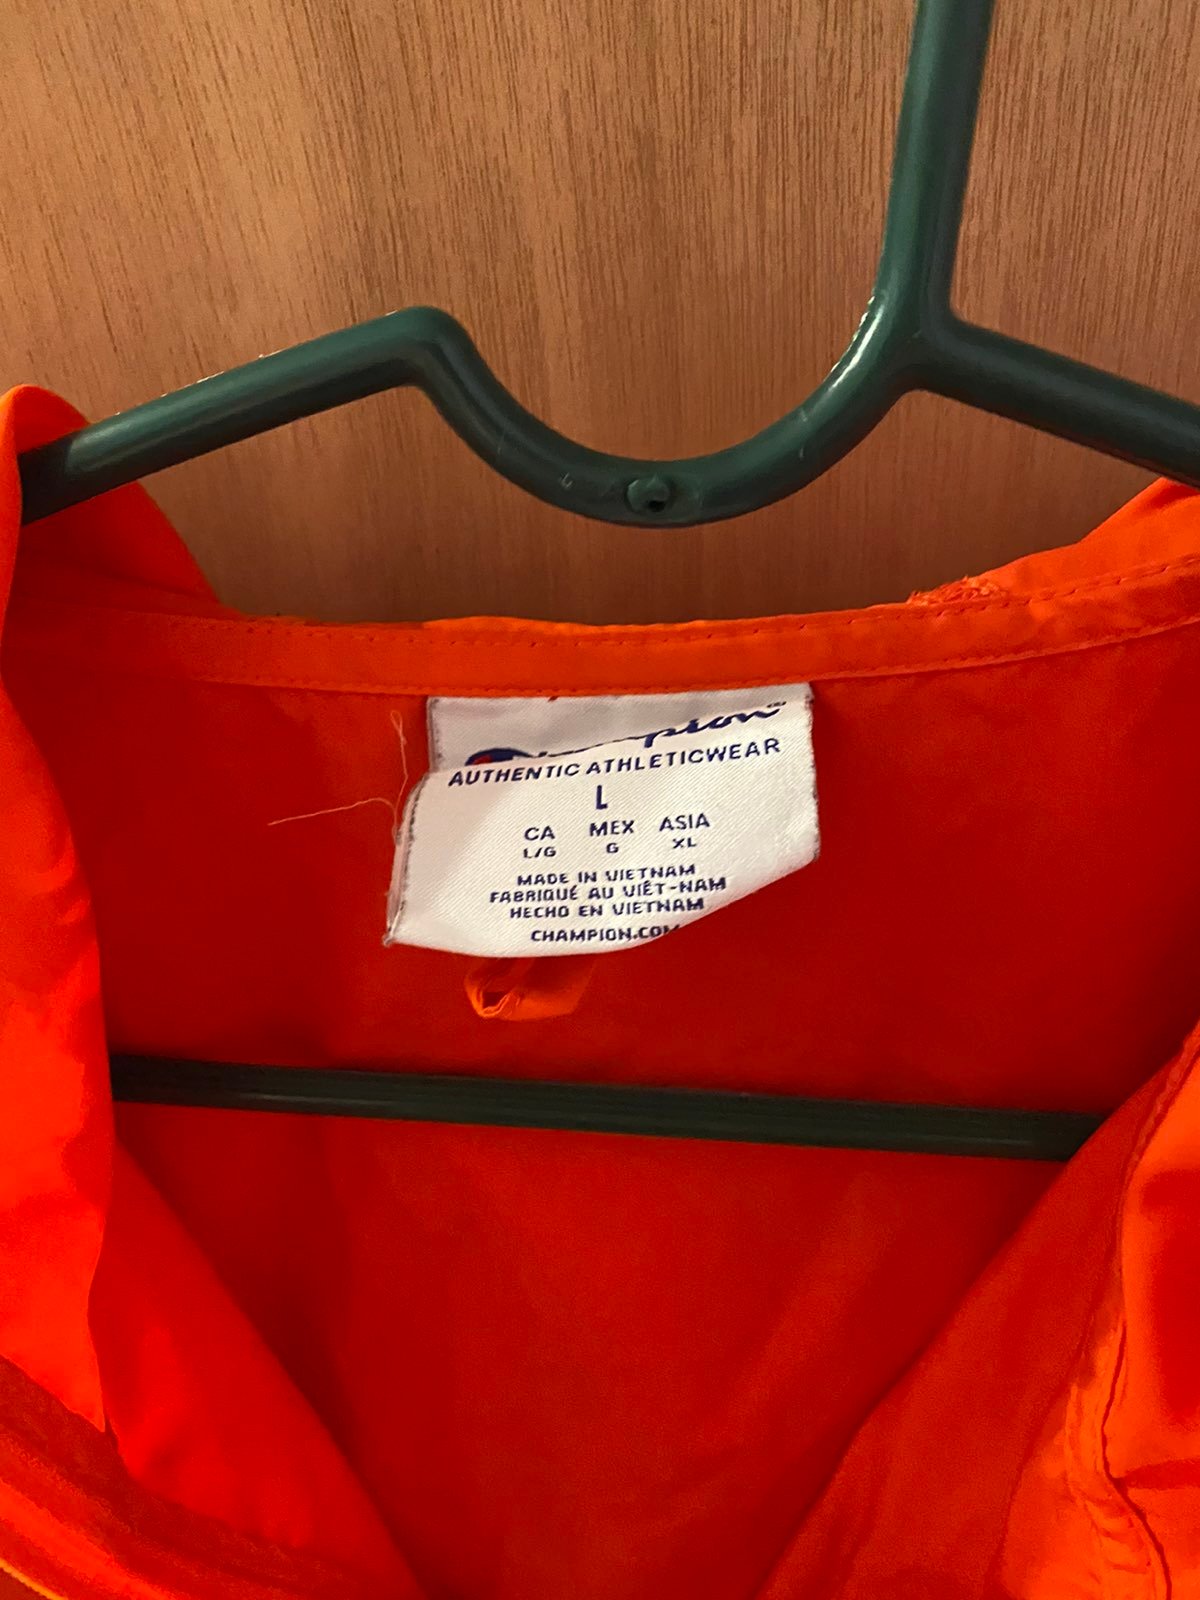 Champion®
AUTHENTIC ATHLETICWEAR
L
CA MEX ASIA
L/G G XL
MADE IN VIETNAM
FABRIQUÉ AU VIÊT-NAM
HECHO EN VIETNAM
CHAMPION.COM